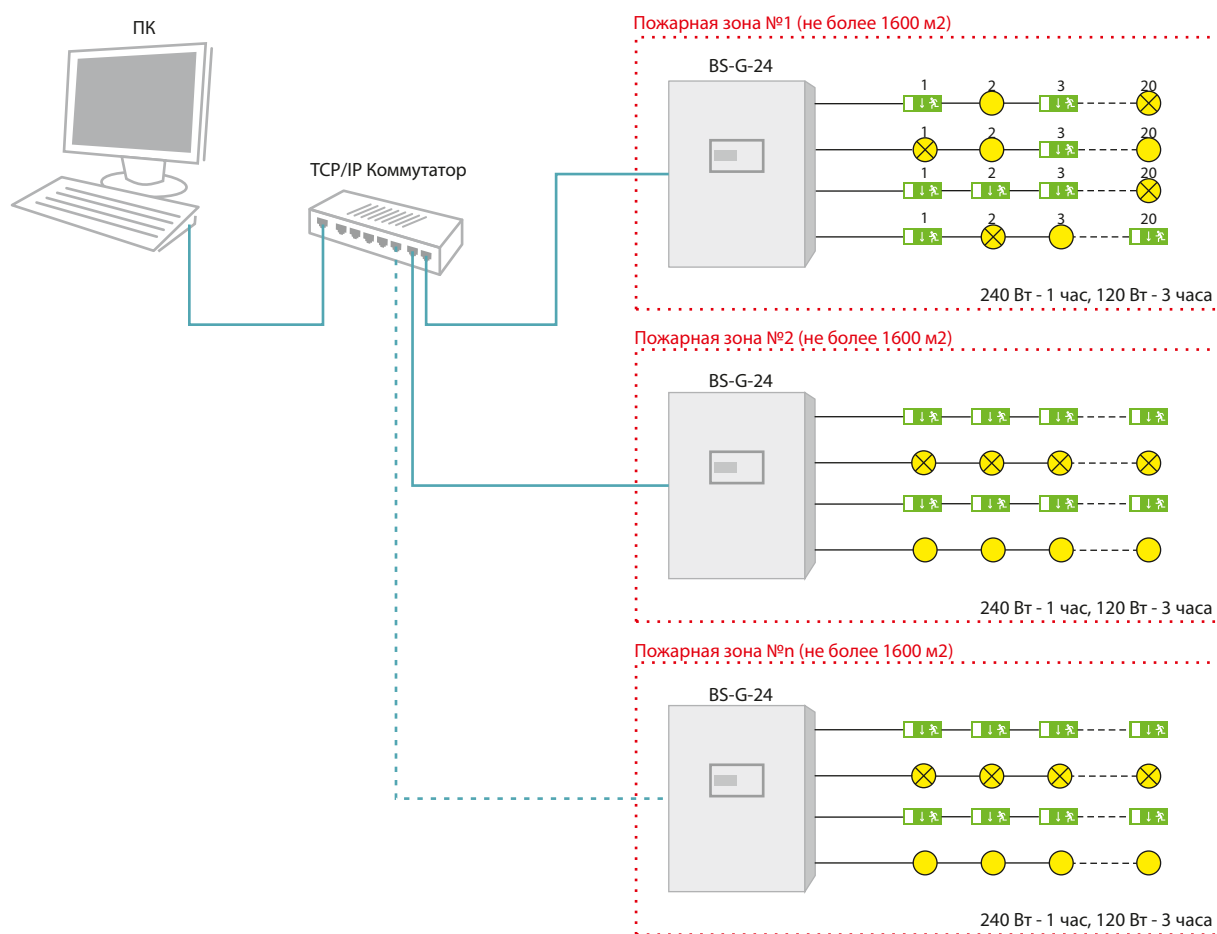 ПК
TCP/IP Коммутатор
Пожарная зона №1 (не более 1600 м2)
BS-G-24
1 2 3 20
1 2 3 20
1 2 3 20
1 2 3 20
240 Вт - 1 час, 120 Вт - 3 часа
Пожарная зона №2 (не более 1600 м2)
BS-G-24
240 Вт - 1 час, 120 Вт - 3 часа
Пожарная зона №n (не более 1600 м2)
BS-G-24
240 Вт - 1 час, 120 Вт - 3 часа